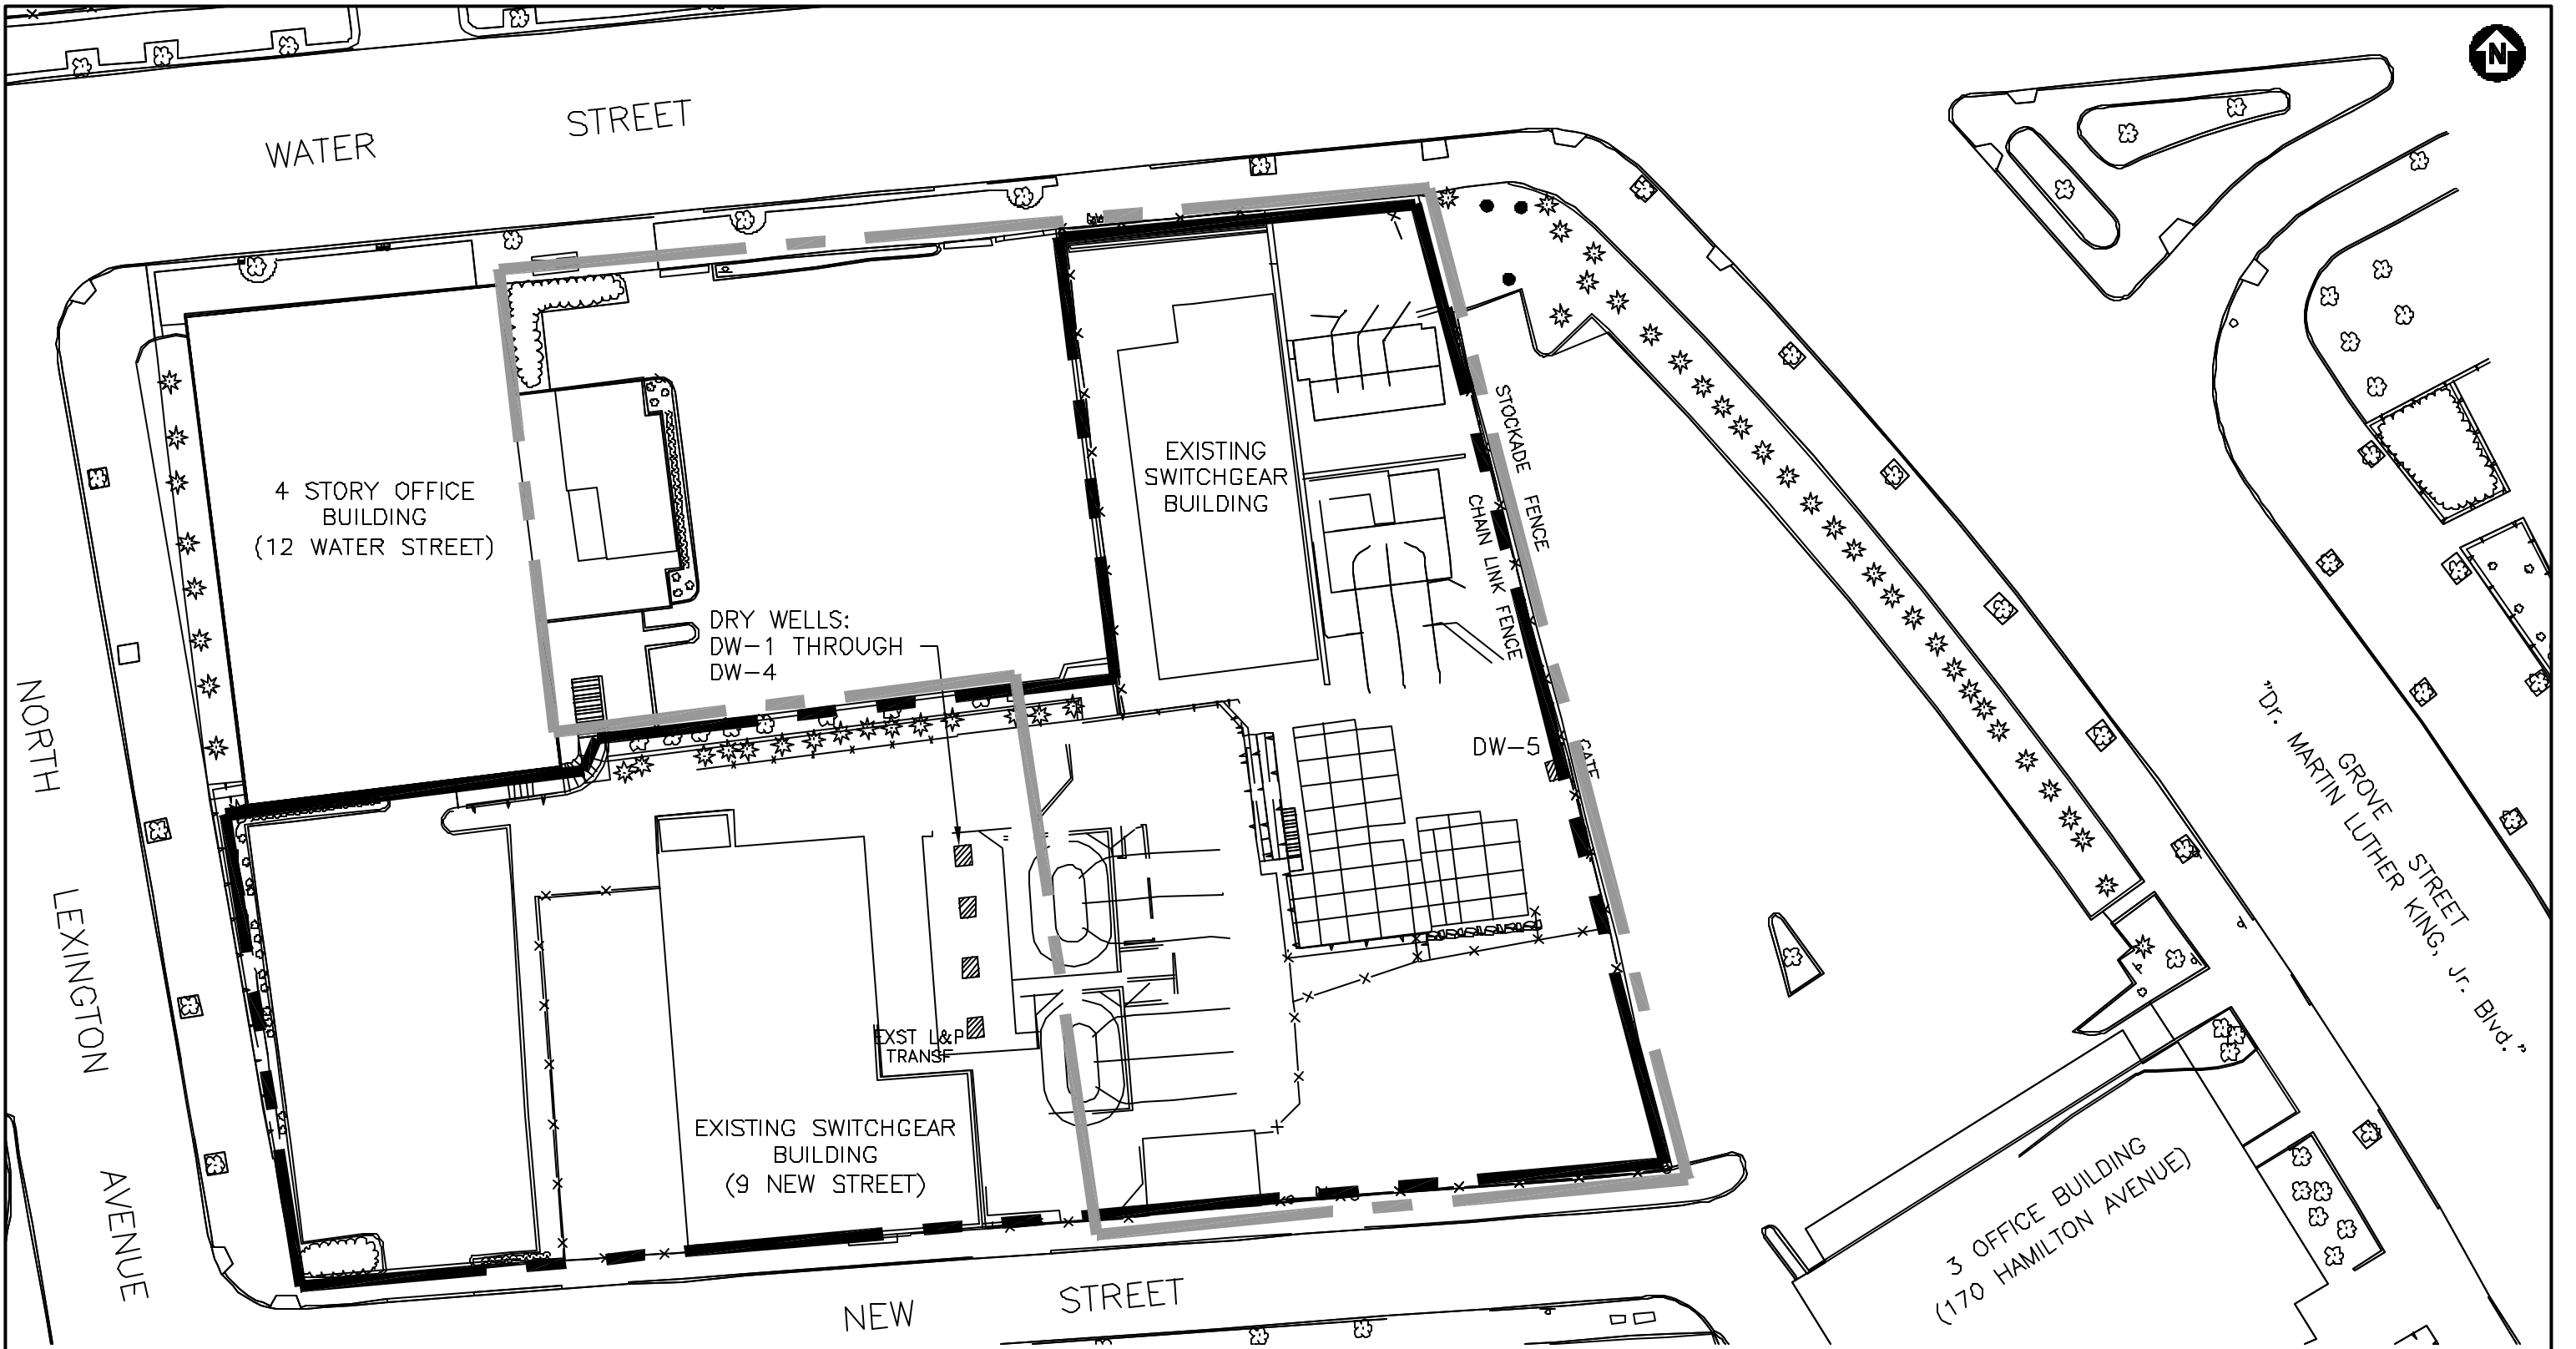 N
WATER STREET
STOCKADE FENCE
CHAIN LINK FENCE
EXISTING
SWITCHGEAR
BUILDING
4 STORY OFFICE
BUILDING
(12 WATER STREET)
DRY WELLS:
DW-1 THROUGH
DW-4
DW-5
GATE
NORTH LEXINGTON AVENUE
GROVE STREET
"Dr. MARTIN LUTHER KING, Jr. Blvd."
EXST L&P
TRANSF
EXISTING SWITCHGEAR
BUILDING
(9 NEW STREET)
3 OFFICE BUILDING
(170 HAMILTON AVENUE)
NEW STREET